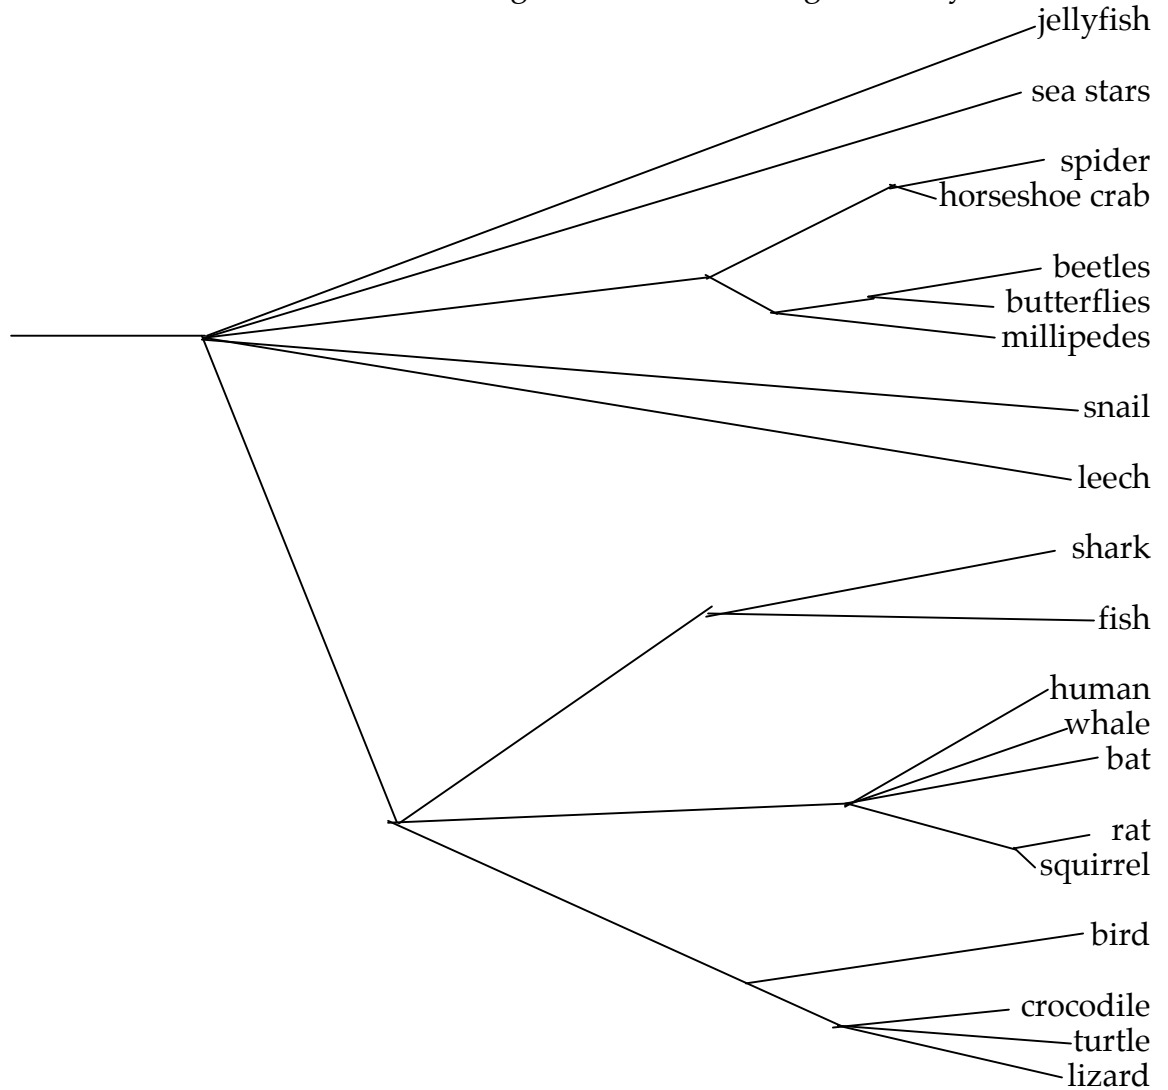 jellyfish
sea stars
spider
horseshoe crab
beetles
butterflies
millipedes
snail
leech
shark
fish
human
whale
bat
rat
squirrel
bird
crocodile
turtle
lizard